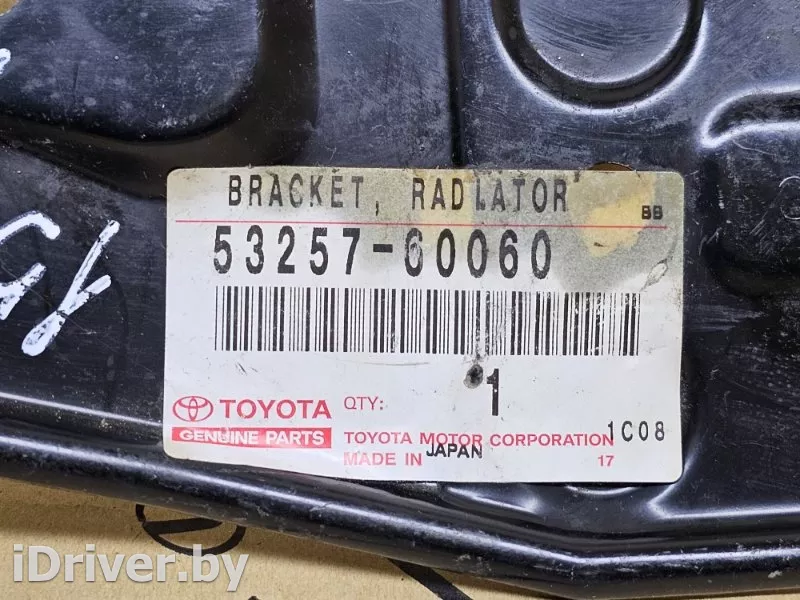 BRACKET, RADIATOR
BB
53257-60060
TOYOTA QTY: 1
GENUINE PARTS
TOYOTA MOTOR CORPORATION 1C08
MADE IN JAPAN 17
iDriver.by